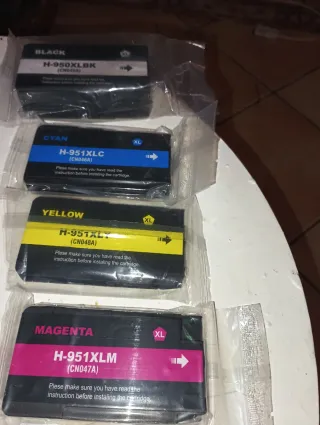 BLACK
XL
H-950XLBK
CYAN
XL
H-951XLC
(CN046A)
Please make sure you have read the
instruction before installing the cartridge.
YELLOW
XL
H-951XLY
(CN048A)
Please make sure you have read the
instruction before installing the cartridge.
MAGENTA
XL
H-951XLM
(CN047A)
Please make sure you have read the
instruction before installing the cartridge.